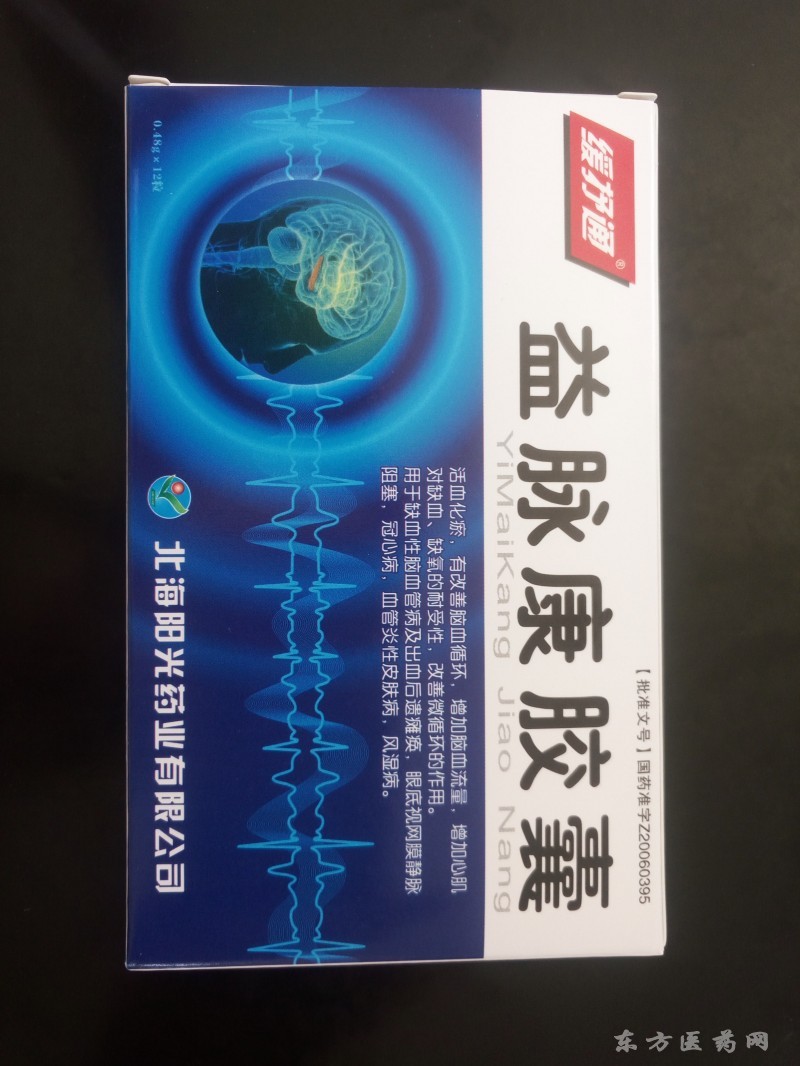 缓舒通®
【批准文号】国药准字Z20060395
益脉康胶囊
YiMaiKang Jiao Nang
活血化瘀，有改善脑血循环，增加脑血流量，增加心肌
对缺血、缺氧的耐受性，改善微循环的作用。
用于缺血性脑血管病及出血后遗瘫痪，眼底视网膜静脉
阻塞，冠心病，血管炎性皮肤病，风湿病。
0.48g×12粒
北海阳光药业有限公司
东方医药网